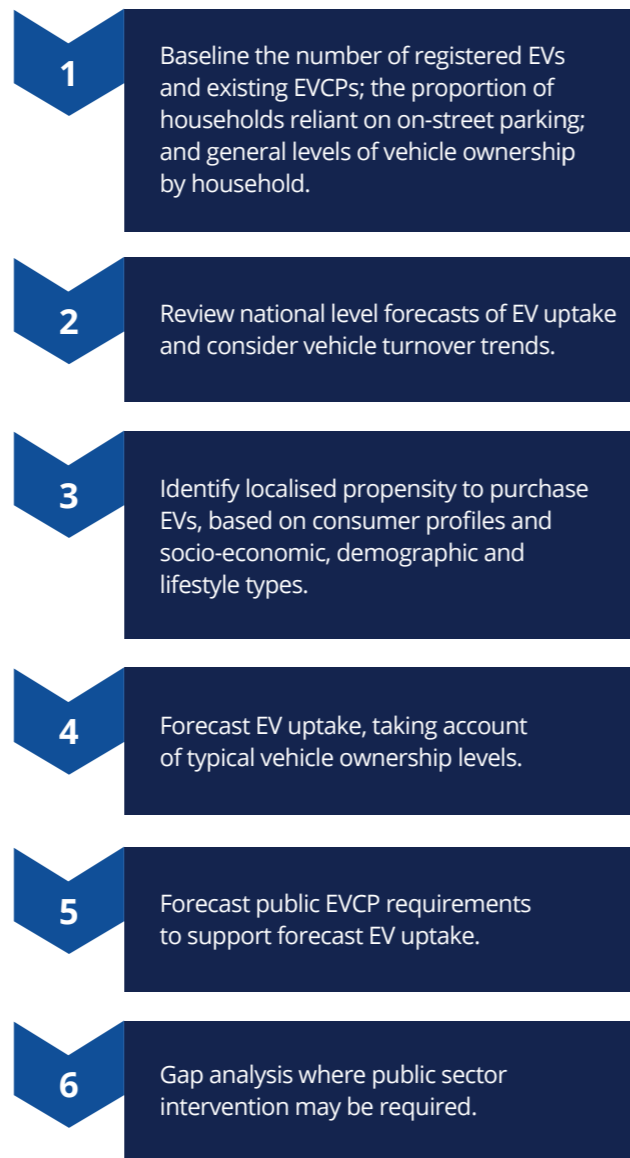 1
Baseline the number of registered EVs
and existing EVCPs; the proportion of
households reliant on on-street parking;
and general levels of vehicle ownership
by household.
2
Review national level forecasts of EV uptake
and consider vehicle turnover trends.
3
Identify localised propensity to purchase
EVs, based on consumer profiles and
socio-economic, demographic and
lifestyle types.
4
Forecast EV uptake, taking account
of typical vehicle ownership levels.
5
Forecast public EVCP requirements
to support forecast EV uptake.
6
Gap analysis where public sector
intervention may be required.